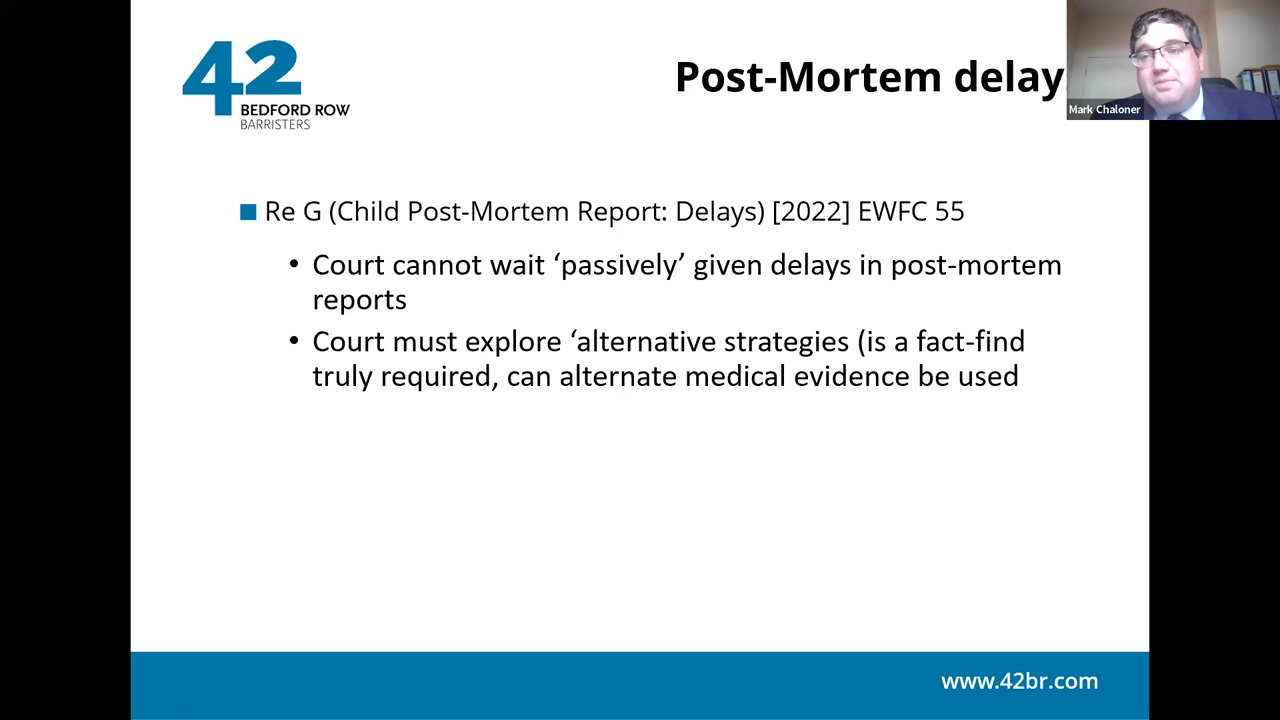 42
BEDFORD ROW
BARRISTERS
Post-Mortem delay
Mark Chaloner
■ Re G (Child Post-Mortem Report: Delays) [2022] EWFC 55
• Court cannot wait ‘passively’ given delays in post-mortem
reports
• Court must explore ‘alternative strategies (is a fact-find
truly required, can alternate medical evidence be used
www.42br.com